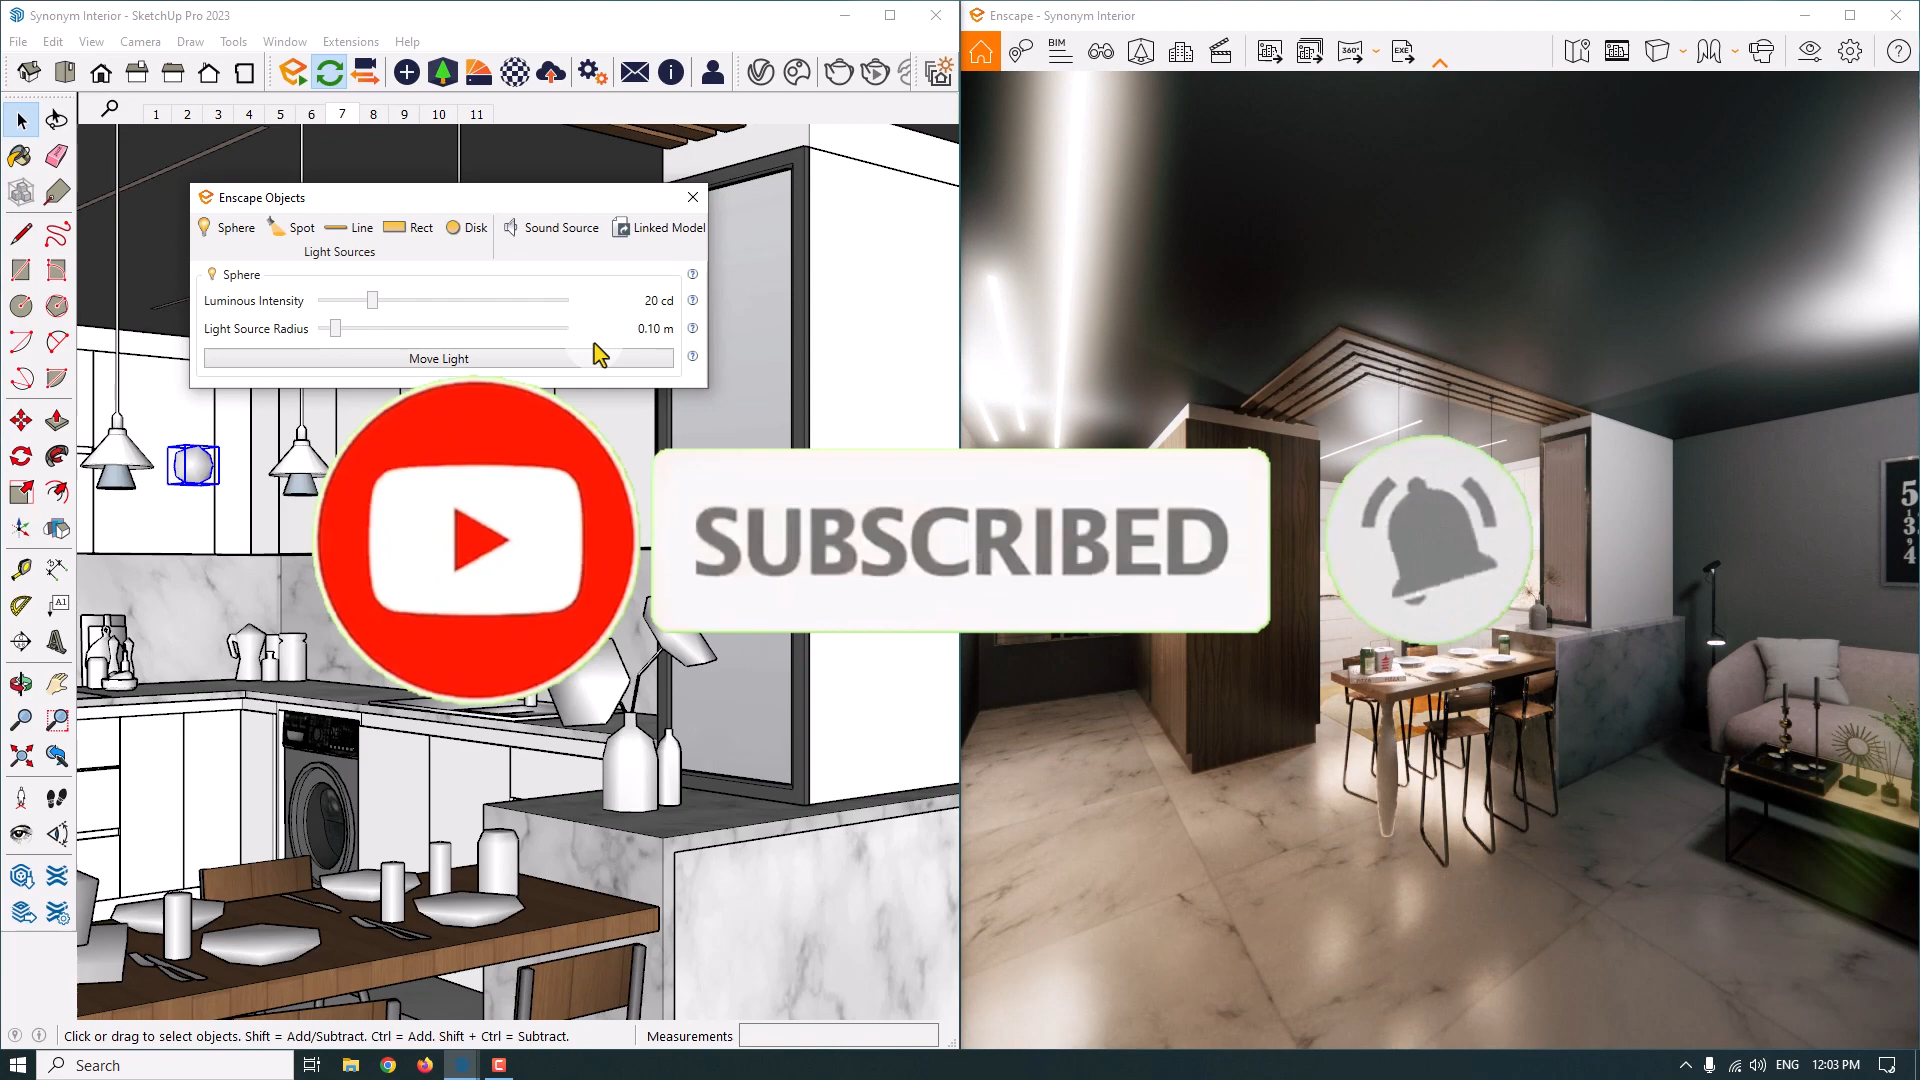 Synonym Interior - SketchUp Pro 2023
File Edit View Camera Draw Tools Window Extensions Help
1 2 3 4 5 6 7 8 9 10 11
Enscape Objects
Sphere Spot Line Rect Disk Sound Source Linked Model
Light Sources
Sphere
Luminous Intensity 20 cd
Light Source Radius 0.10 m
Move Light
A1
SUBSCRIBED
Click or drag to select objects. Shift = Add/Subtract. Ctrl = Add. Shift + Ctrl = Subtract.
Measurements
Enscape - Synonym Interior
BIM
360°
EXE
Search
ENG
12:03 PM